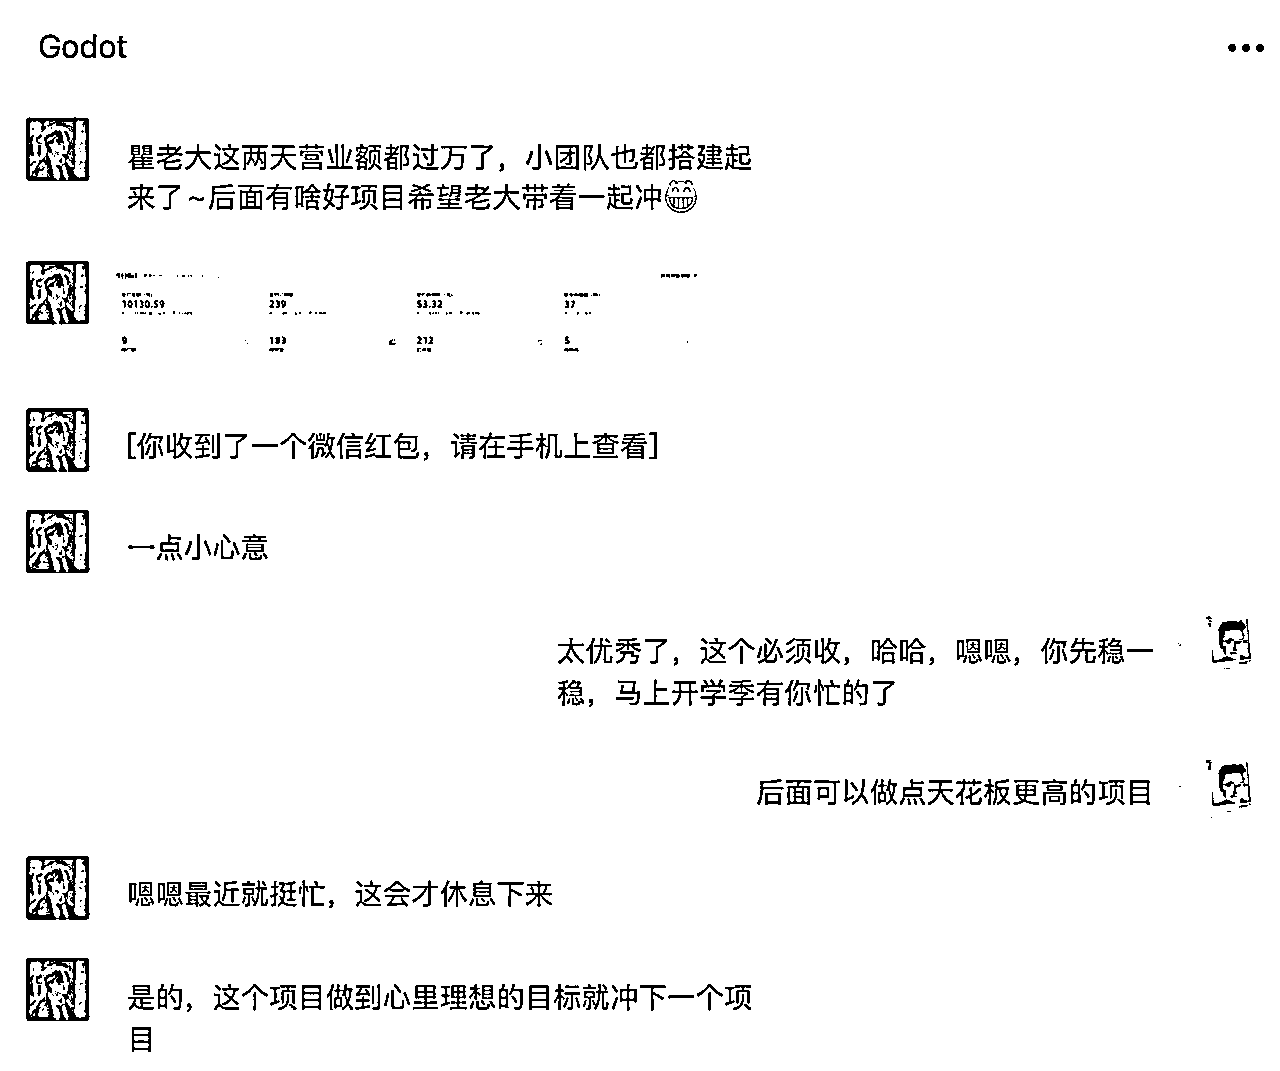 Godot
瞿老大这两天营业额都过万了，小团队也都搭建起
来了~后面有啥好项目希望老大带着一起冲😁
10130.59 239 53.32 37
9 183 212 5
[你收到了一个微信红包，请在手机上查看]
一点小心意
太优秀了，这个必须收，哈哈，嗯嗯，你先稳一
稳，马上开学季有你忙的了
后面可以做点天花板更高的项目
嗯嗯最近就挺忙，这会才休息下来
是的，这个项目做到心里理想的目标就冲下一个项
目